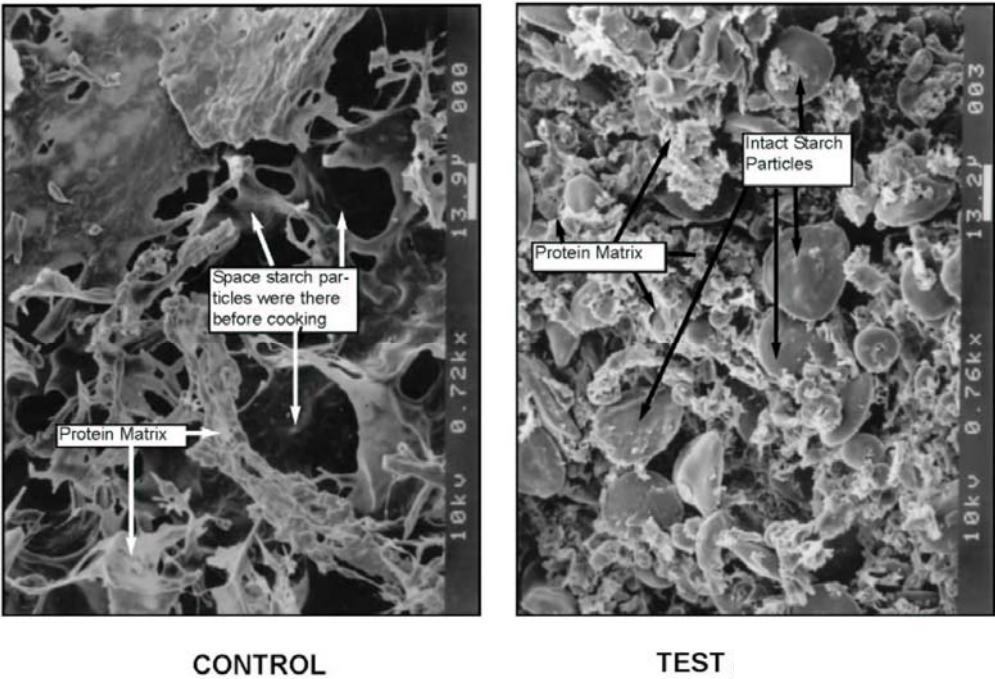 Space starch par-
ticles were there
before cooking
Protein Matrix
10kv 0.72kx 13.9µ 000
Intact Starch
Particles
Protein Matrix
10kv 0.76kx 13.2µ 003
CONTROL
TEST